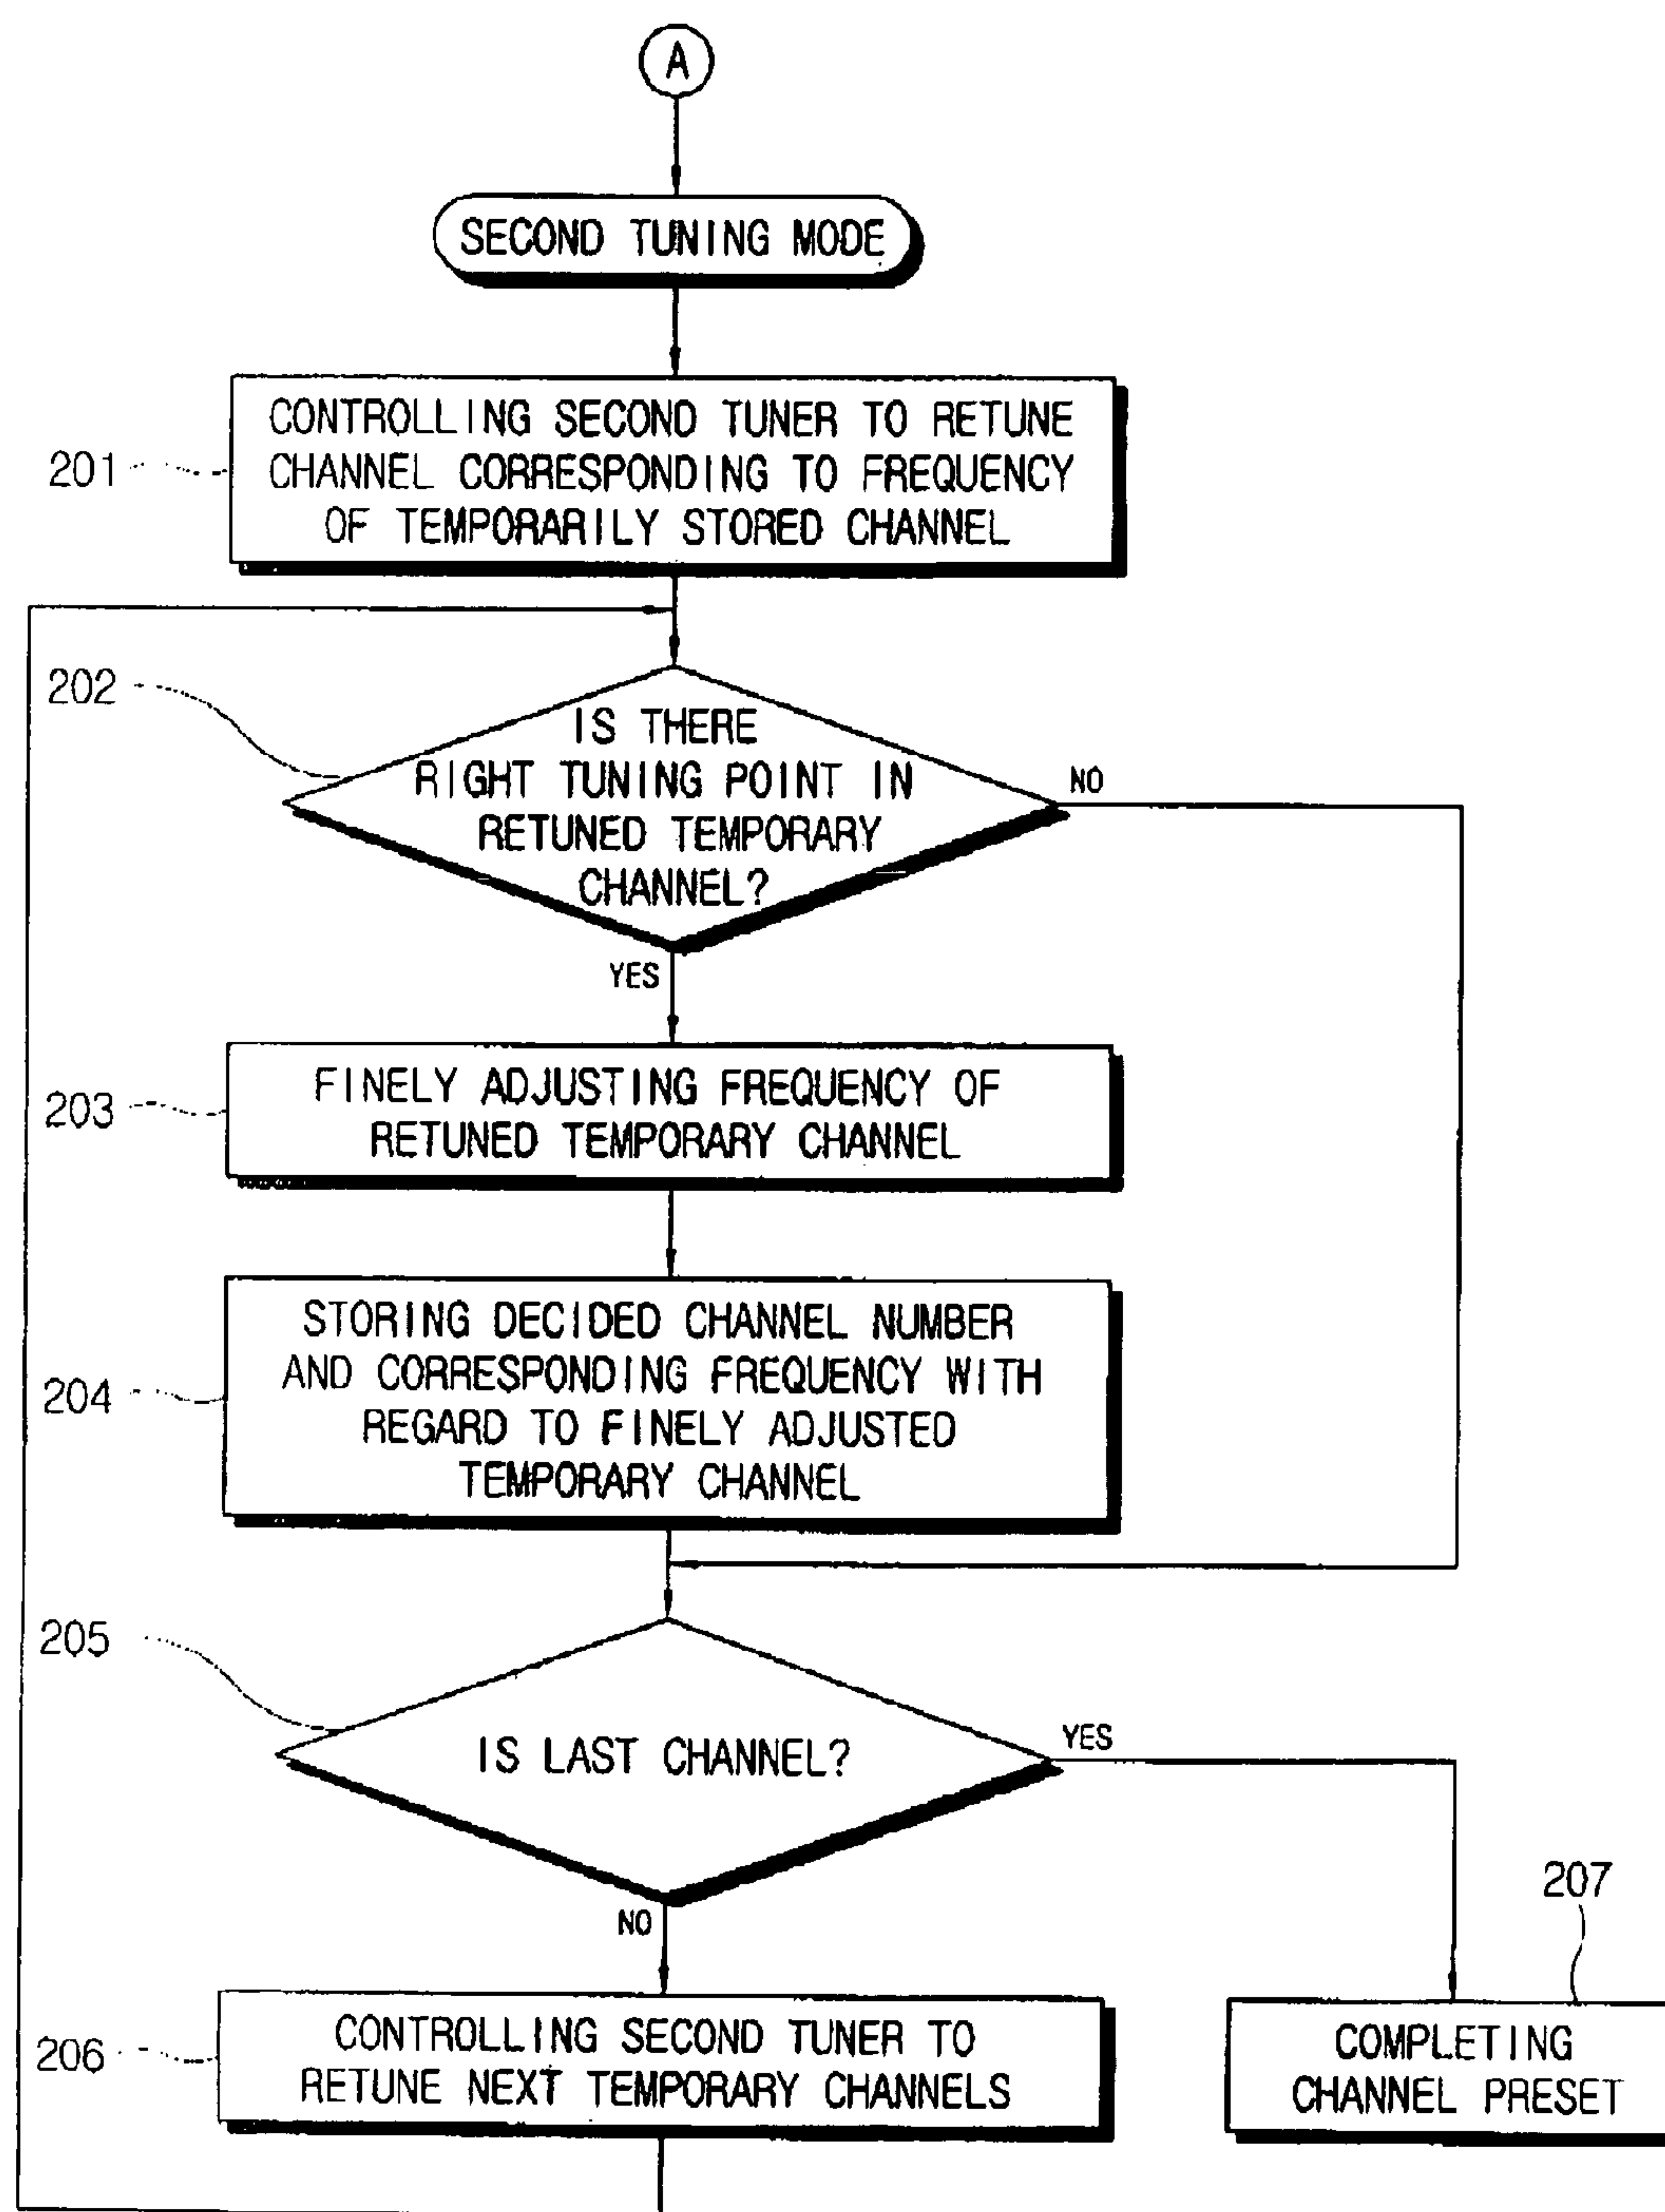 A
SECOND TUNING MODE
CONTROLLING SECOND TUNER TO RETUNE
CHANNEL CORRESPONDING TO FREQUENCY
OF TEMPORARILY STORED CHANNEL
201
202
IS THERE
RIGHT TUNING POINT IN
RETUNED TEMPORARY
CHANNEL?
NO
YES
FINELY ADJUSTING FREQUENCY OF
RETUNED TEMPORARY CHANNEL
203
STORING DECIDED CHANNEL NUMBER
AND CORRESPONDING FREQUENCY WITH
REGARD TO FINELY ADJUSTED
TEMPORARY CHANNEL
204
205
IS LAST CHANNEL?
YES
NO
207
CONTROLLING SECOND TUNER TO
RETUNE NEXT TEMPORARY CHANNELS
206
COMPLETING
CHANNEL PRESET